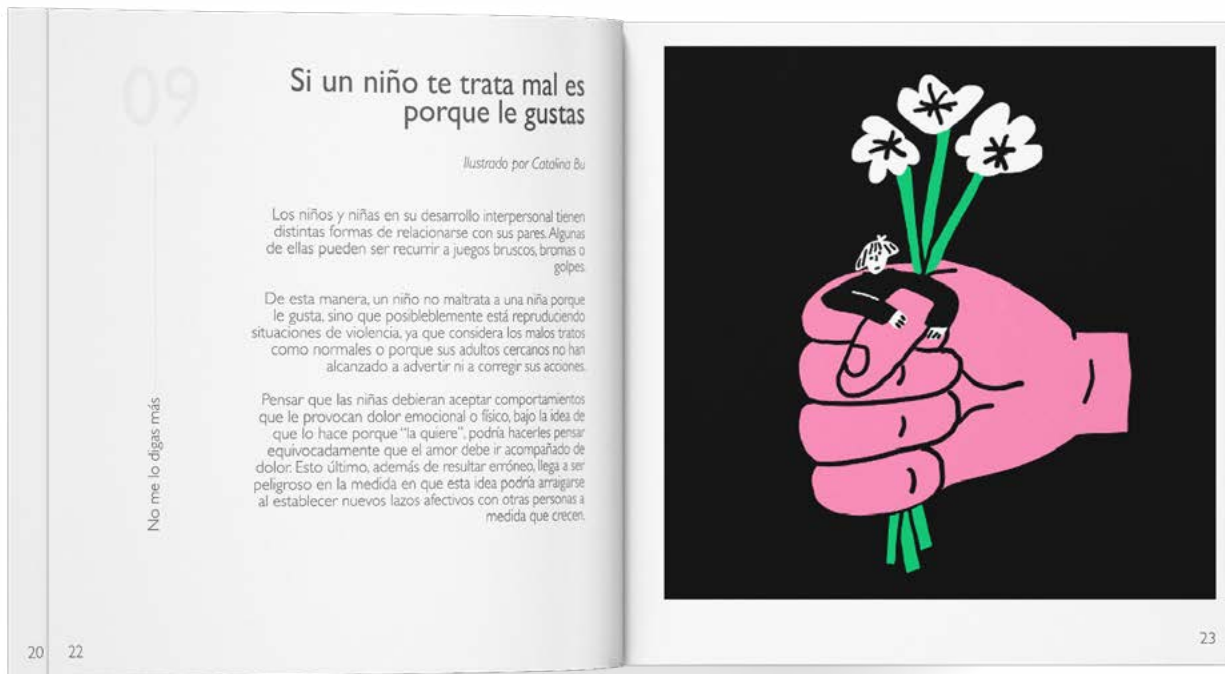 09
Si un niño te trata mal es
porque le gustas
Ilustrado por Catalina Bu
Los niños y niñas en su desarrollo interpersonal tienen
distintas formas de relacionarse con sus pares. Algunas
de ellas pueden ser recurrir a juegos bruscos, bromas o
golpes.
De esta manera, un niño no maltrata a una niña porque
le gusta, sino que posibleblemente está repruduciendo
situaciones de violencia, ya que considera los malos tratos
como normales o porque sus adultos cercanos no han
alcanzado a advertir ni a corregir sus acciones.
Pensar que las niñas debieran aceptar comportamientos
que le provocan dolor emocional o físico, bajo la idea de
que lo hace porque "la quiere", podría hacerles pensar
equivocadamente que el amor debe ir acompañado de
dolor. Esto último, además de resultar erróneo, llega a ser
peligroso en la medida en que esta idea podría arraigarse
al establecer nuevos lazos afectivos con otras personas a
medida que crecen.
No me lo digas más
20
22
23